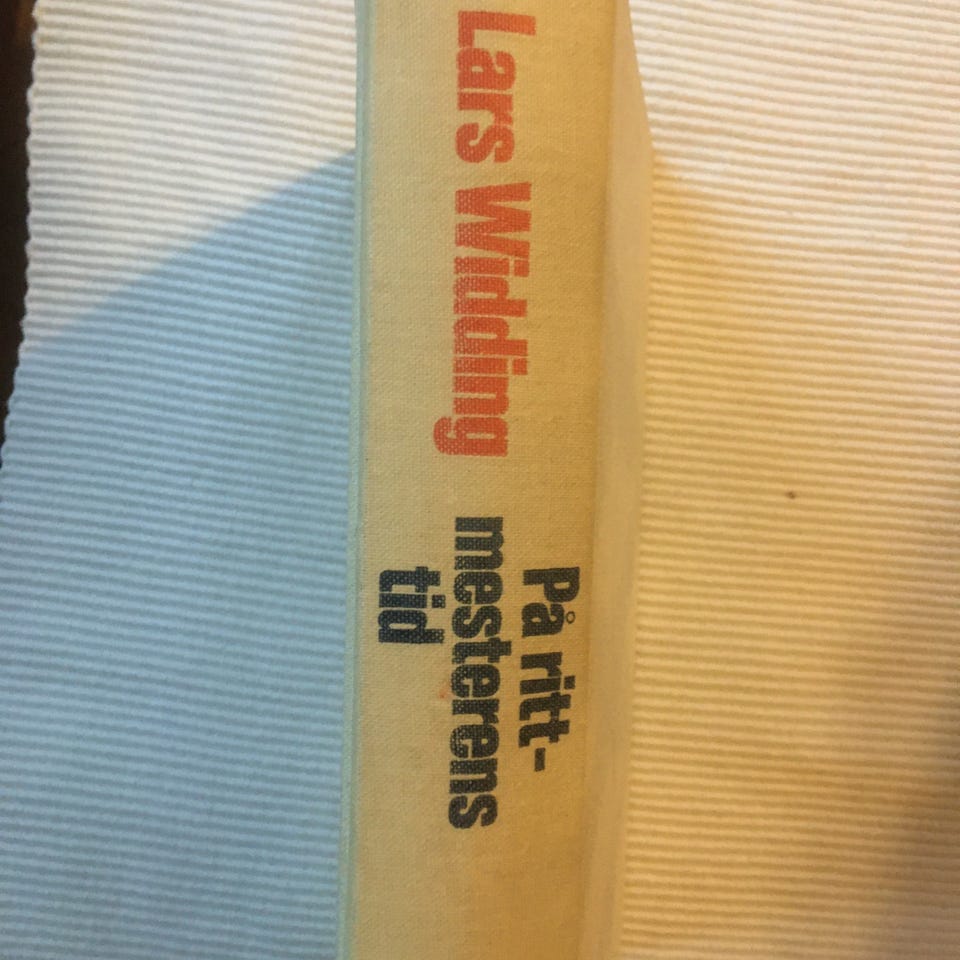 Lars Widding
På ritt-
mesterens
tid